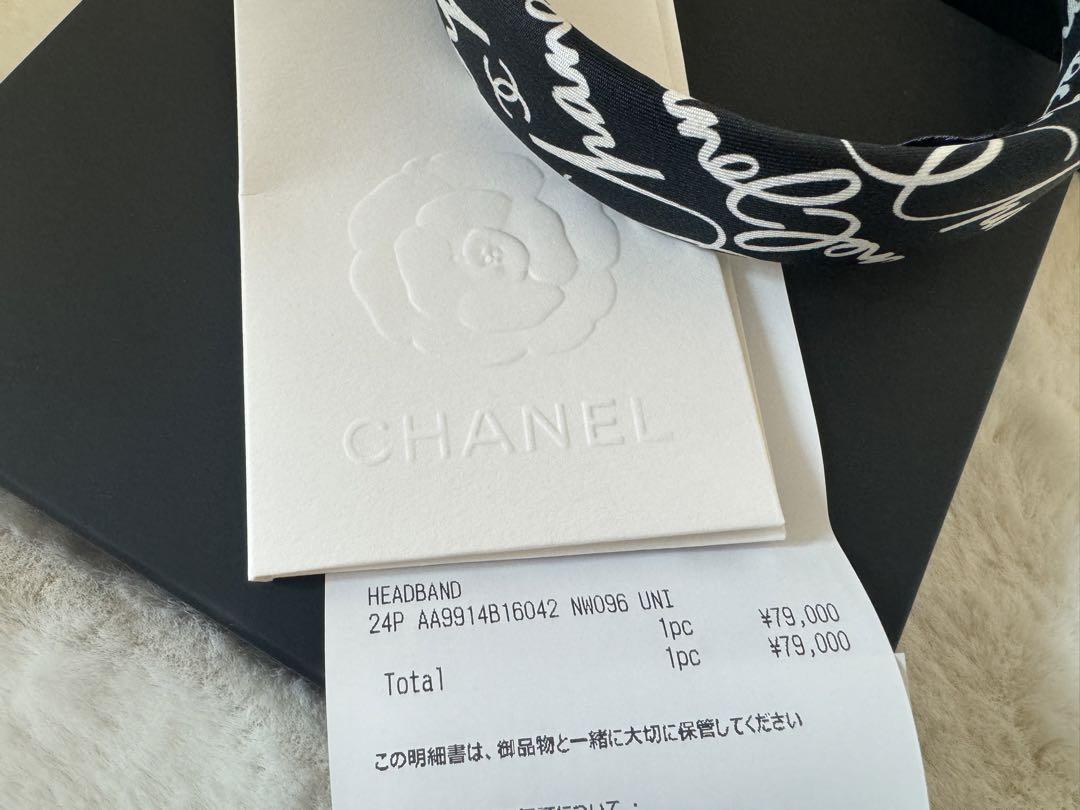 CHANEL
HEADBAND
24P AA9914B16042 NW096 UNI
1pc ¥79,000
Total 1pc ¥79,000
この明細書は、御品物と一緒に大切に保管してください